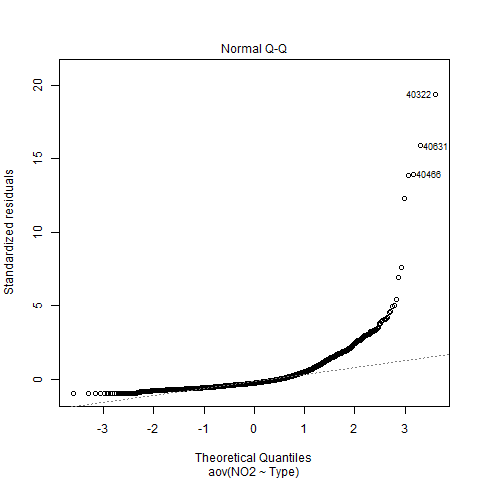 Normal Q-Q
Standardized residuals
20
15
10
5
0
40322
40631
40466
-3 -2 -1 0 1 2 3
Theoretical Quantiles
aov(NO2 ~ Type)